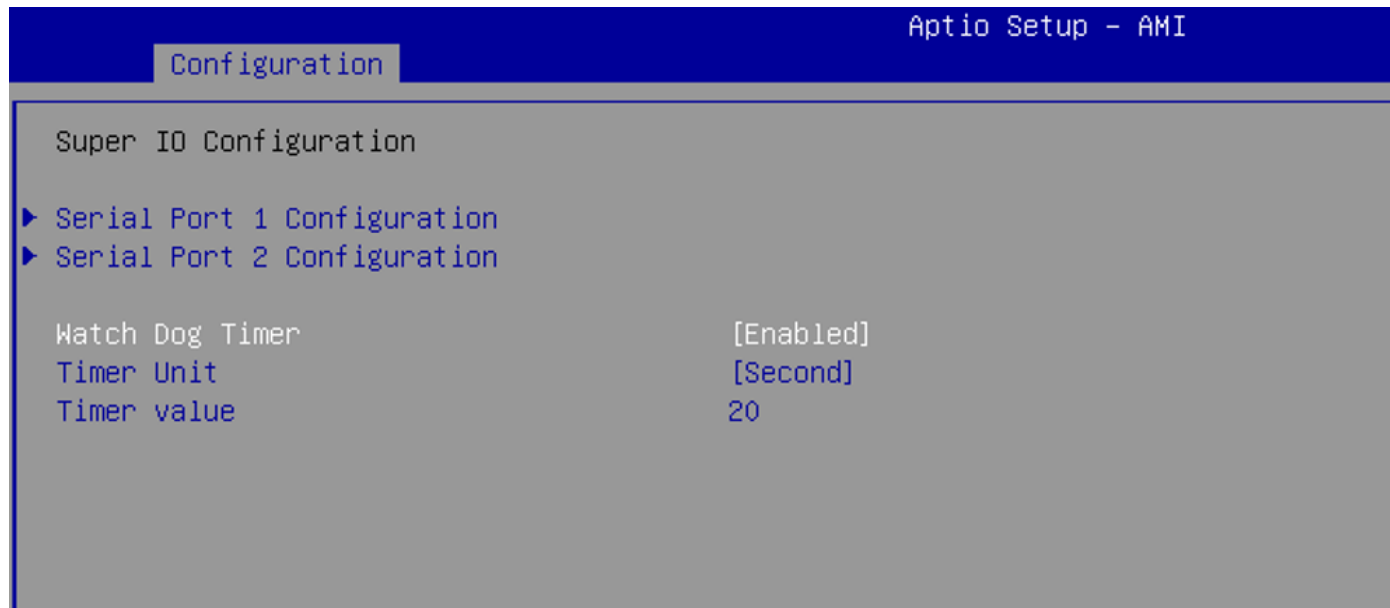 Aptio Setup – AMI
Configuration
Super IO Configuration
Serial Port 1 Configuration
Serial Port 2 Configuration
Watch Dog Timer [Enabled]
Timer Unit [Second]
Timer value 20